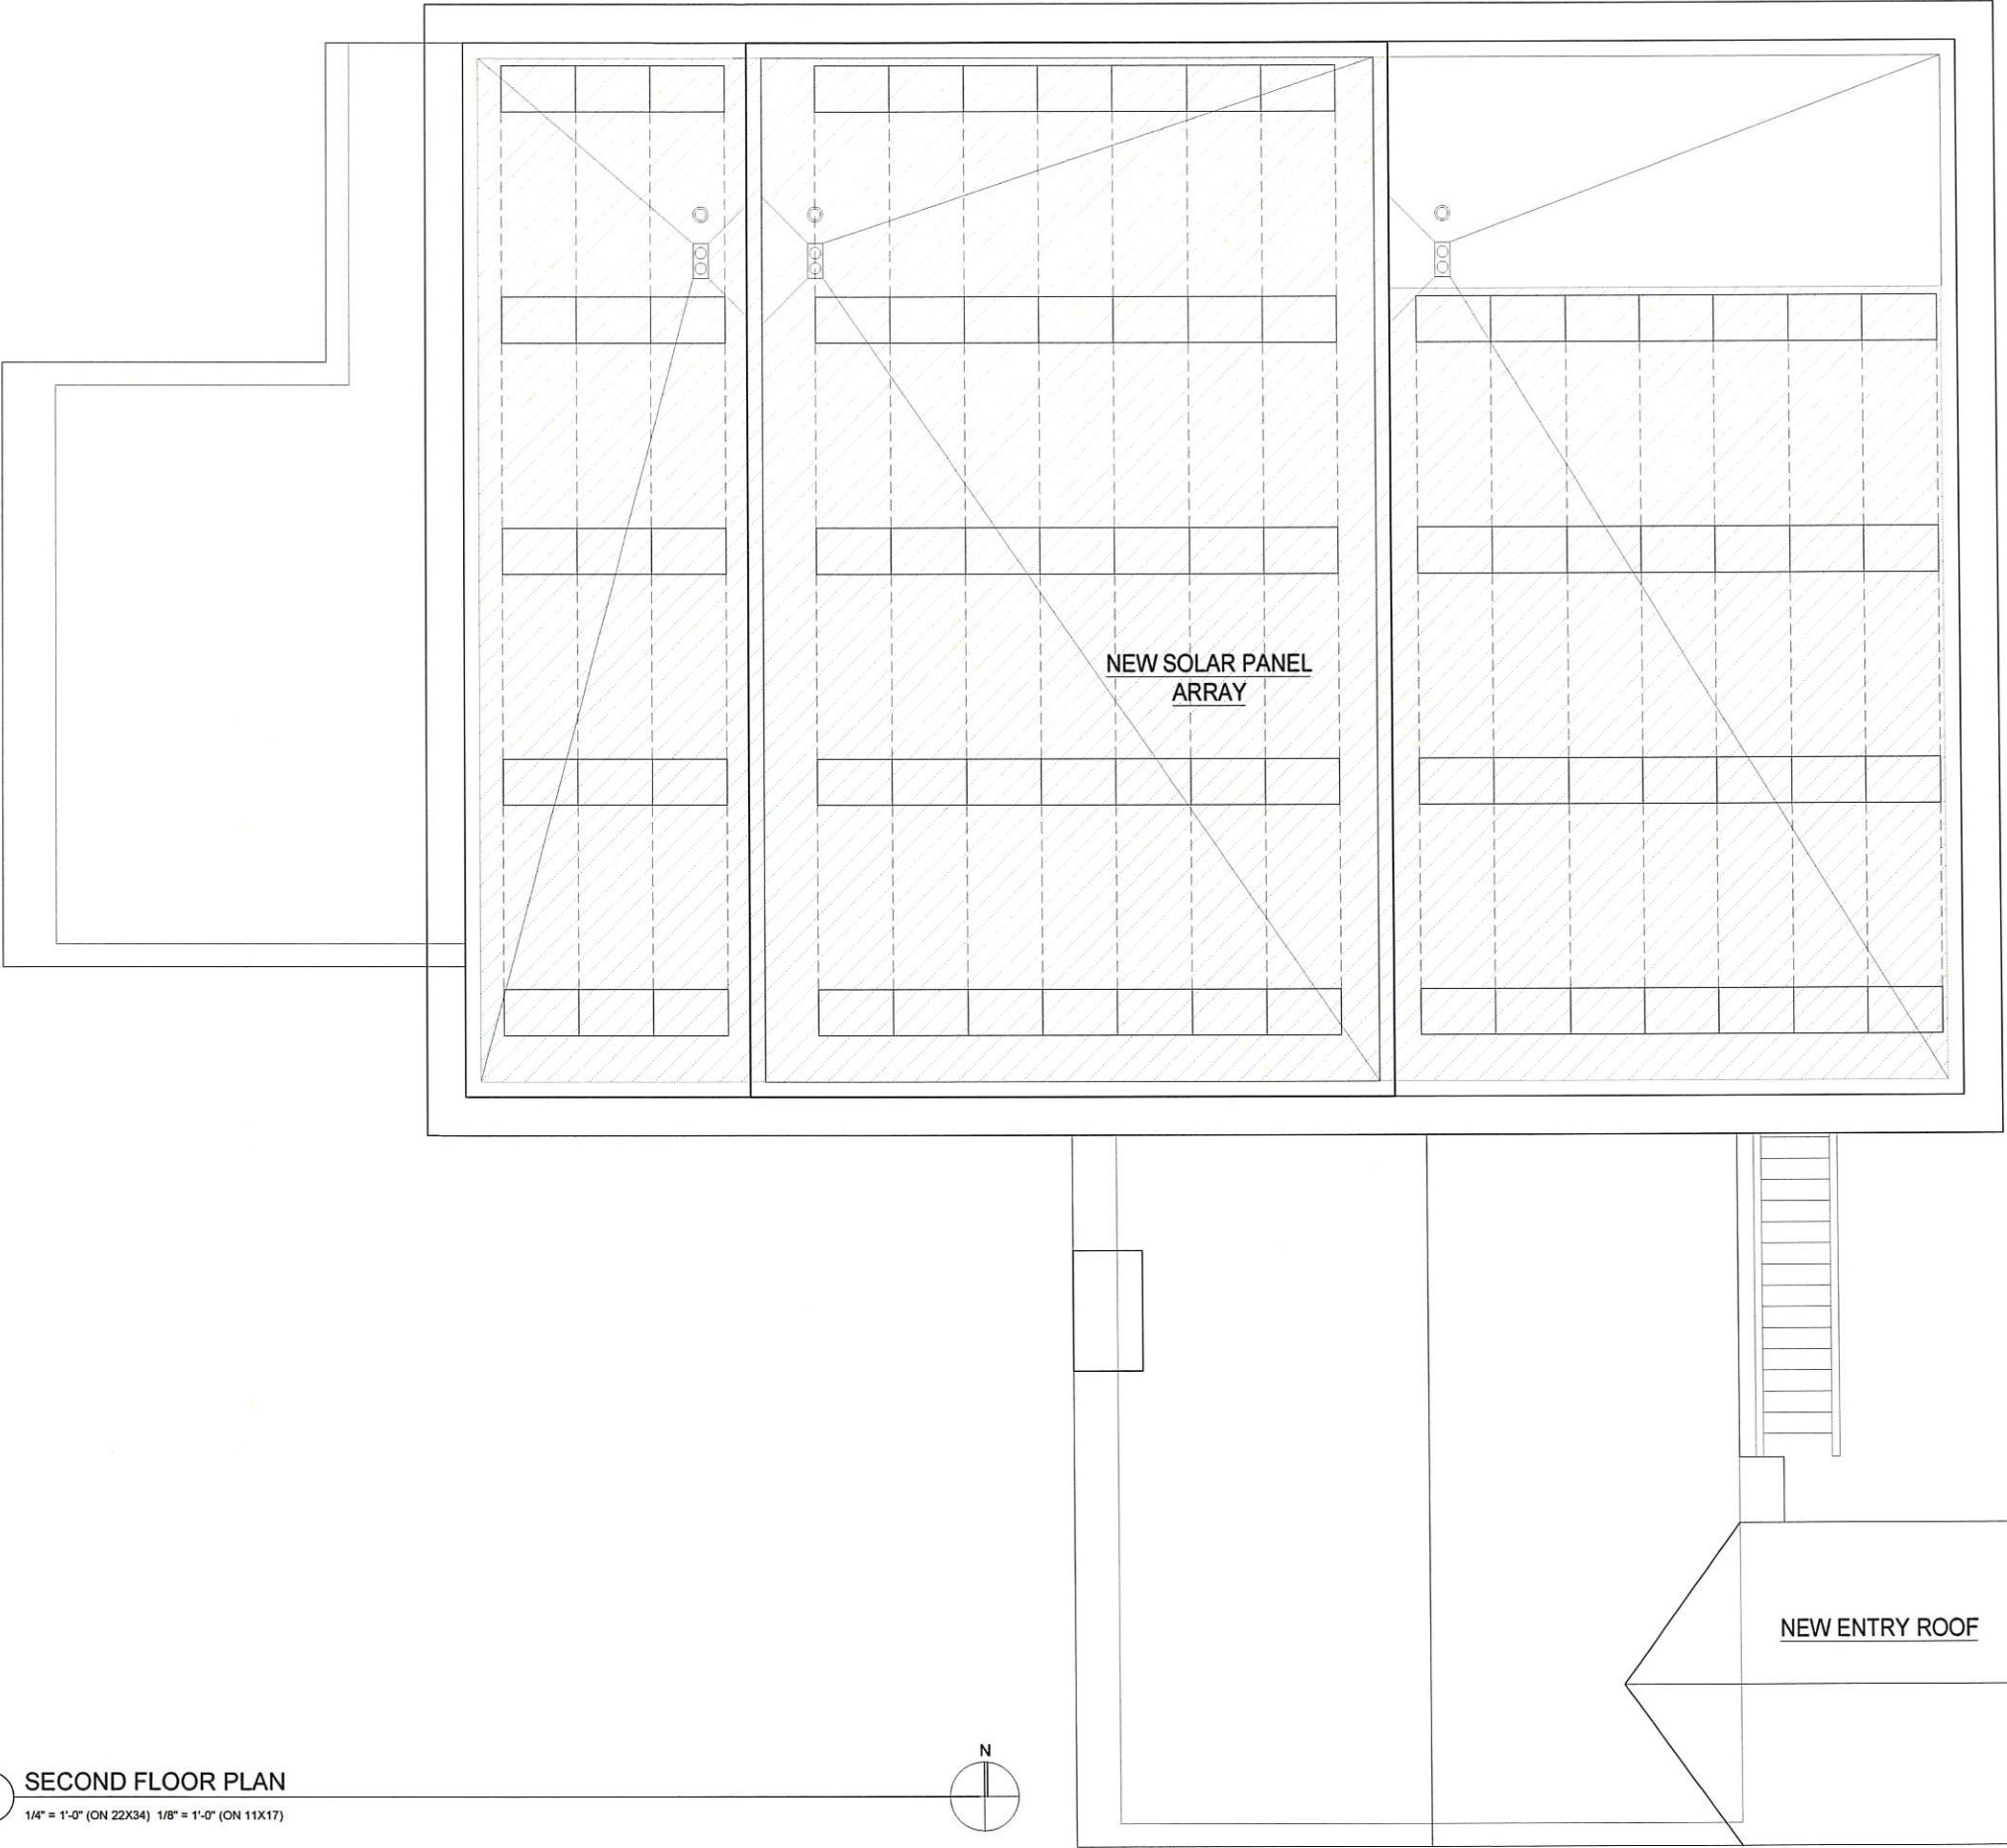 NEW SOLAR PANEL
ARRAY
NEW ENTRY ROOF
N
SECOND FLOOR PLAN
1/4" = 1'-0" (ON 22X34)  1/8" = 1'-0" (ON 11X17)